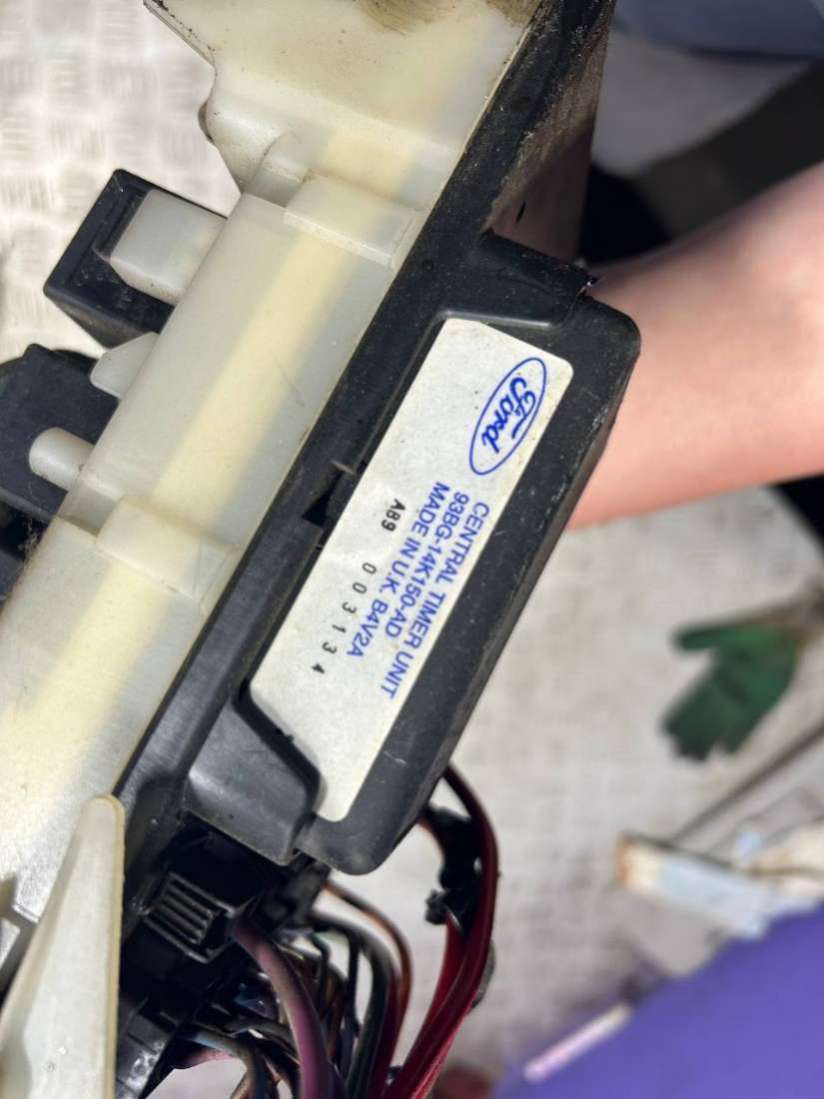 Ford
CENTRAL TIMER UNIT
93BG-14K150-AD
MADE IN U.K. B4V2A
A89 003134